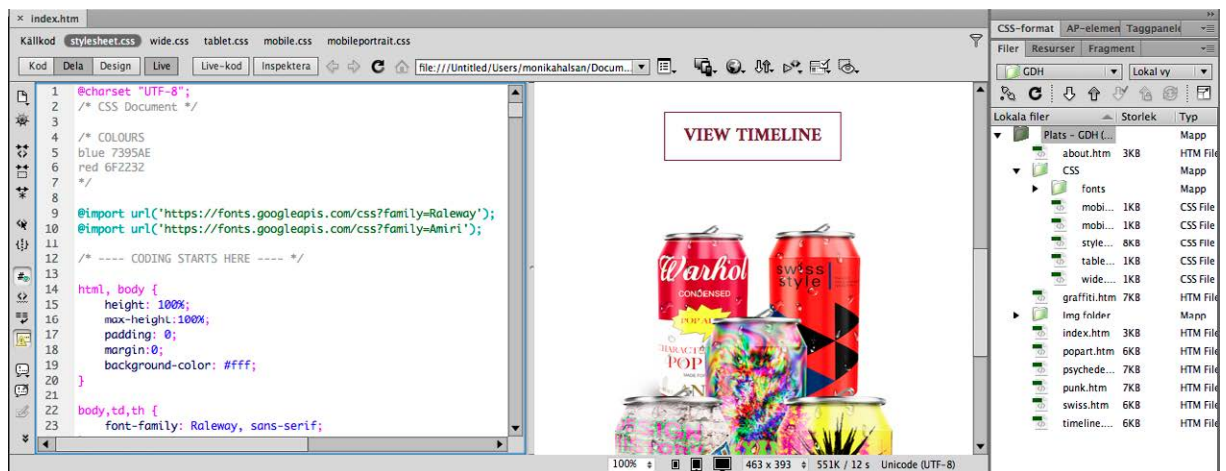 × index.htm
Källkod stylesheet.css wide.css tablet.css mobile.css mobileportrait.css
Kod Dela Design Live Live-kod Inspektera file:///Untitled/Users/monikahalsan/Docum...
1 @charset "UTF-8";
2 /* CSS Document */
3
4 /* COLOURS
5 blue 7395AE
6 red 6F2232
7 */
8
9 @import url('https://fonts.googleapis.com/css?family=Raleway');
10 @import url('https://fonts.googleapis.com/css?family=Amiri');
11
12 /* ---- CODING STARTS HERE ---- */
13
14 html, body {
15 height: 100%;
16 max-height:100%;
17 padding: 0;
18 margin:0;
19 background-color: #fff;
20 }
21
22 body,td,th {
23 font-family: Raleway, sans-serif;
VIEW TIMELINE
Warhol
CONDENSED
POP
swiss
style
100% 463 x 393 551K / 12 s Unicode (UTF-8)
CSS-format AP-elemen Taggpanele
Filer Resurser Fragment
GDH Lokal vy
Lokala filer Storlek Typ
Plats - GDH (... Mapp
about.htm 3KB HTM File
CSS Mapp
fonts Mapp
mobi... 1KB CSS File
mobi... 1KB CSS File
style... 8KB CSS File
table... 1KB CSS File
wide.... 1KB CSS File
graffiti.htm 7KB HTM File
Img folder Mapp
index.htm 3KB HTM File
popart.htm 6KB HTM File
psychede... 7KB HTM File
punk.htm 7KB HTM File
swiss.htm 6KB HTM File
timeline.... 6KB HTM File